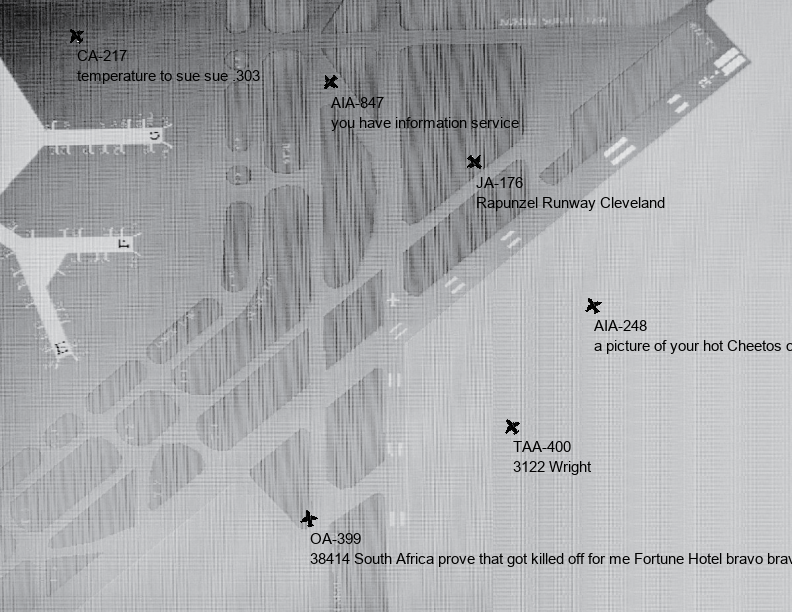 CA-217
temperature to sue sue .303
AIA-847
you have information service
JA-176
Rapunzel Runway Cleveland
AIA-248
a picture of your hot Cheetos
TAA-400
3122 Wright
OA-399
38414 South Africa prove that got killed off for me Fortune Hotel bravo